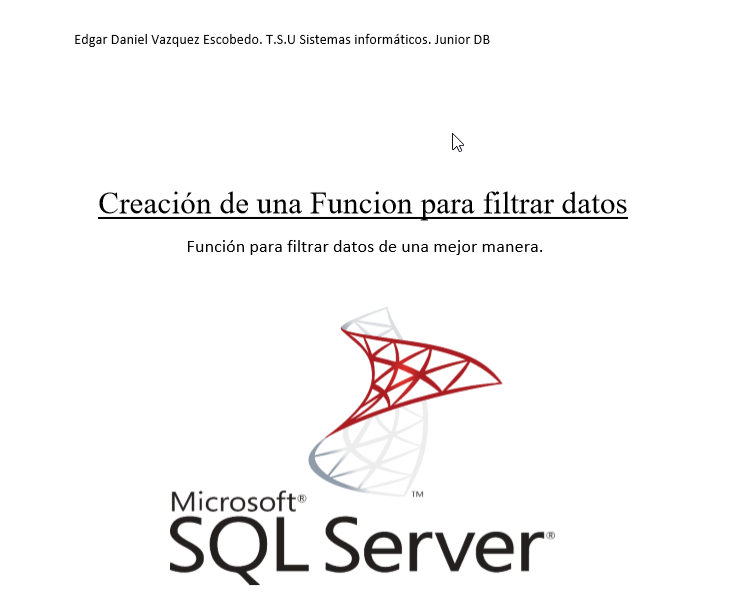 Edgar Daniel Vazquez Escobedo. T.S.U Sistemas informáticos. Junior DB
Creación de una Funcion para filtrar datos
Función para filtrar datos de una mejor manera.
TM
Microsoft®
SQL Server®